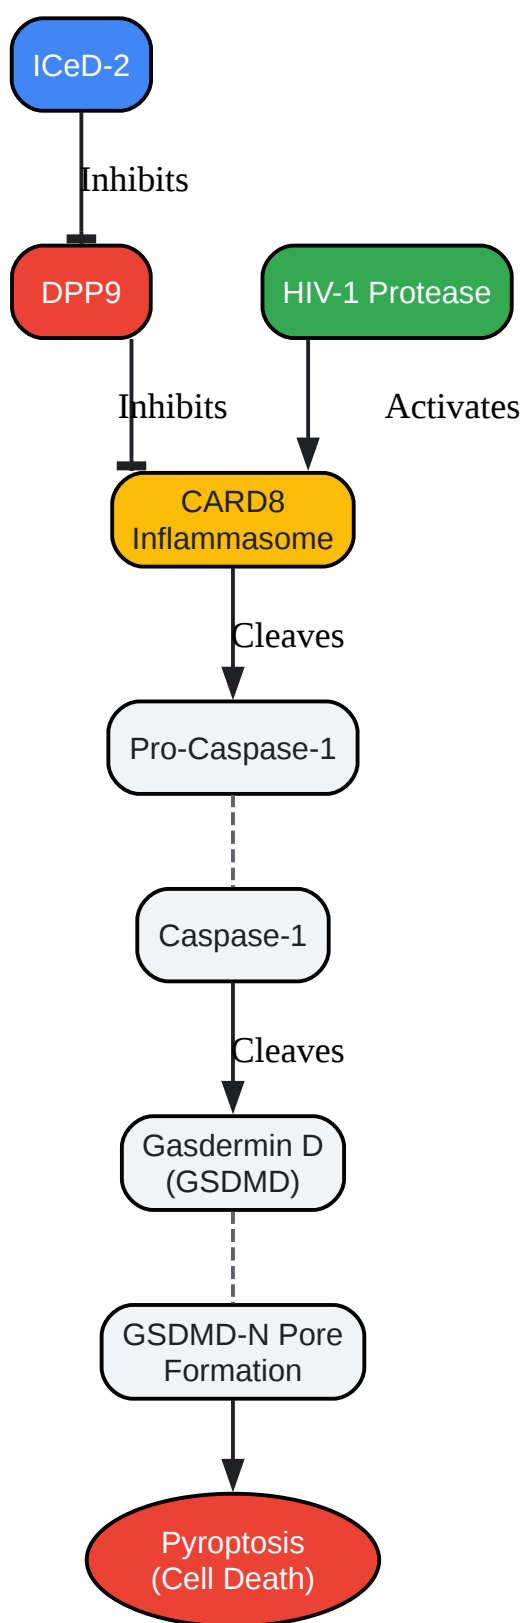 ICeD-2
Inhibits
DPP9
HIV-1 Protease
Inhibits
Activates
CARD8
Inflammasome
Cleaves
Pro-Caspase-1
Caspase-1
Cleaves
Gasdermin D
(GSDMD)
GSDMD-N Pore
Formation
Pyroptosis
(Cell Death)